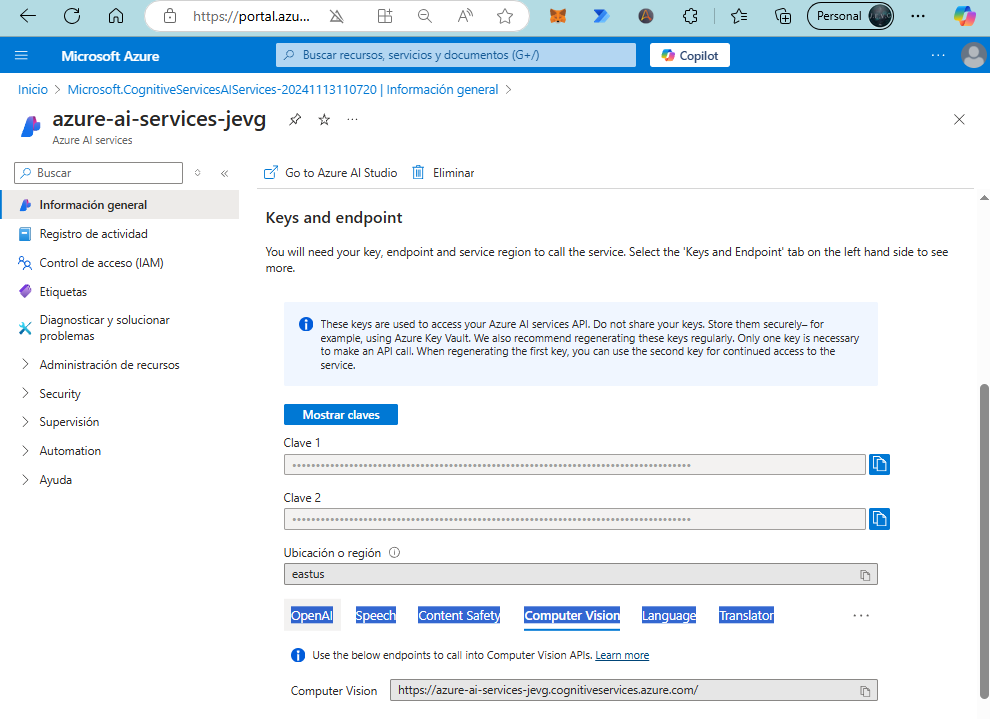 https://portal.azu...
Personal
Microsoft Azure
Buscar recursos, servicios y documentos (G+/)
Copilot
Inicio > Microsoft.CognitiveServicesAIServices-20241113110720 | Información general >
azure-ai-services-jevg
Azure AI services
Buscar
Go to Azure AI Studio
Eliminar
Información general
Registro de actividad
Control de acceso (IAM)
Etiquetas
Diagnosticar y solucionar
problemas
Administración de recursos
Security
Supervisión
Automation
Ayuda
Keys and endpoint
You will need your key, endpoint and service region to call the service. Select the 'Keys and Endpoint' tab on the left hand side to see
more.
These keys are used to access your Azure AI services API. Do not share your keys. Store them securely– for
example, using Azure Key Vault. We also recommend regenerating these keys regularly. Only one key is necessary
to make an API call. When regenerating the first key, you can use the second key for continued access to the
service.
Mostrar claves
Clave 1
Clave 2
Ubicación o región
eastus
OpenAI Speech Content Safety Computer Vision Language Translator
Use the below endpoints to call into Computer Vision APIs. Learn more
Computer Vision
https://azure-ai-services-jevg.cognitiveservices.azure.com/